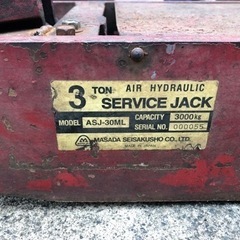 3 TON AIR HYDRAULIC
SERVICE JACK
MODEL ASJ-30ML CAPACITY 3000kg
SERIAL NO. 000055
MASADA SEISAKUSHO CO., LTD.
MADE IN JAPAN